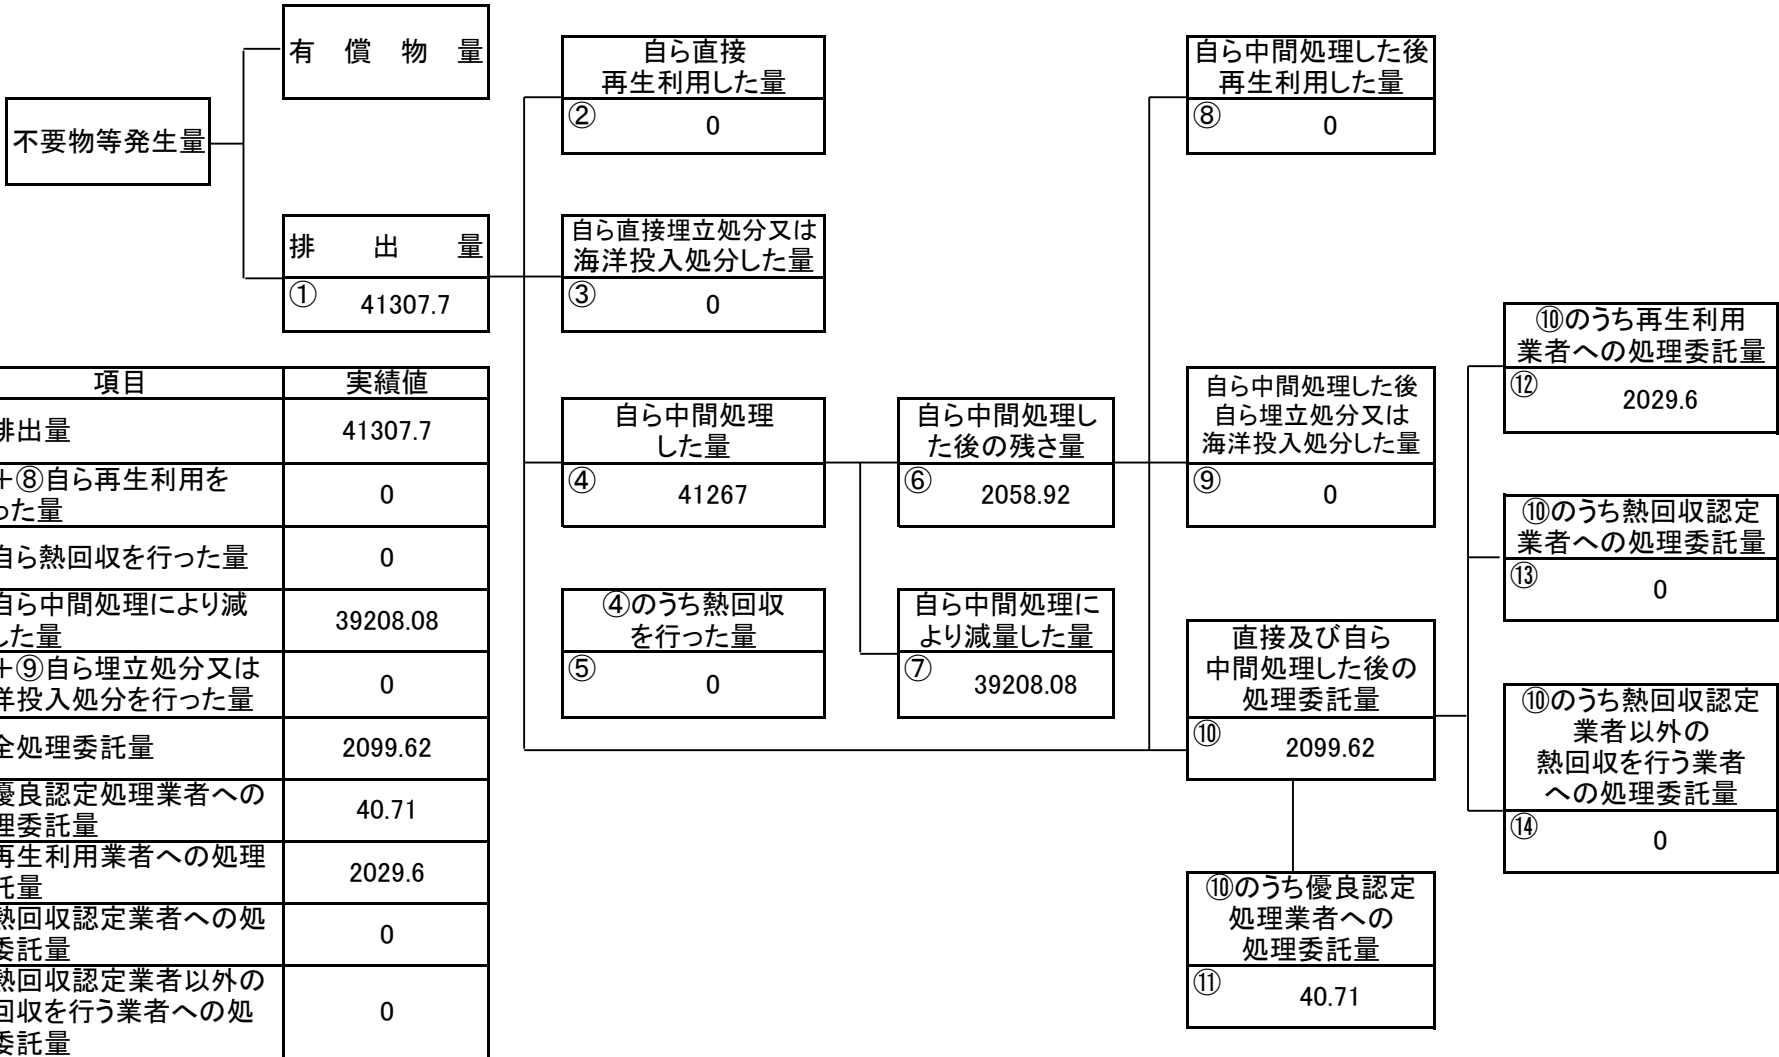 有償物量
不要物等発生量
排出量
① 41307.7
自ら直接
再生利用した量
② 0
自ら直接埋立処分又は
海洋投入処分した量
③ 0
自ら中間処理
した量
④ 41267
④のうち熱回収
を行った量
⑤ 0
自ら中間処理し
た後の残さ量
⑥ 2058.92
自ら中間処理に
より減量した量
⑦ 39208.08
自ら中間処理した後
再生利用した量
⑧ 0
自ら中間処理した後
自ら埋立処分又は
海洋投入処分した量
⑨ 0
直接及び自ら
中間処理した後の
処理委託量
⑩ 2099.62
⑩のうち優良認定
処理業者への
処理委託量
⑪ 40.71
⑩のうち再生利用
業者への処理委託量
⑫ 2029.6
⑩のうち熱回収認定
業者への処理委託量
⑬ 0
⑩のうち熱回収認定
業者以外の
熱回収を行う業者
への処理委託量
⑭ 0
項目 実績値
排出量 41307.7
+⑧自ら再生利用を
った量 0
自ら熱回収を行った量 0
自ら中間処理により減
した量 39208.08
+⑨自ら埋立処分又は
洋投入処分を行った量 0
全処理委託量 2099.62
優良認定処理業者への
理委託量 40.71
再生利用業者への処理
託量 2029.6
熱回収認定業者への処
委託量 0
熱回収認定業者以外の
回収を行う業者への処
委託量 0